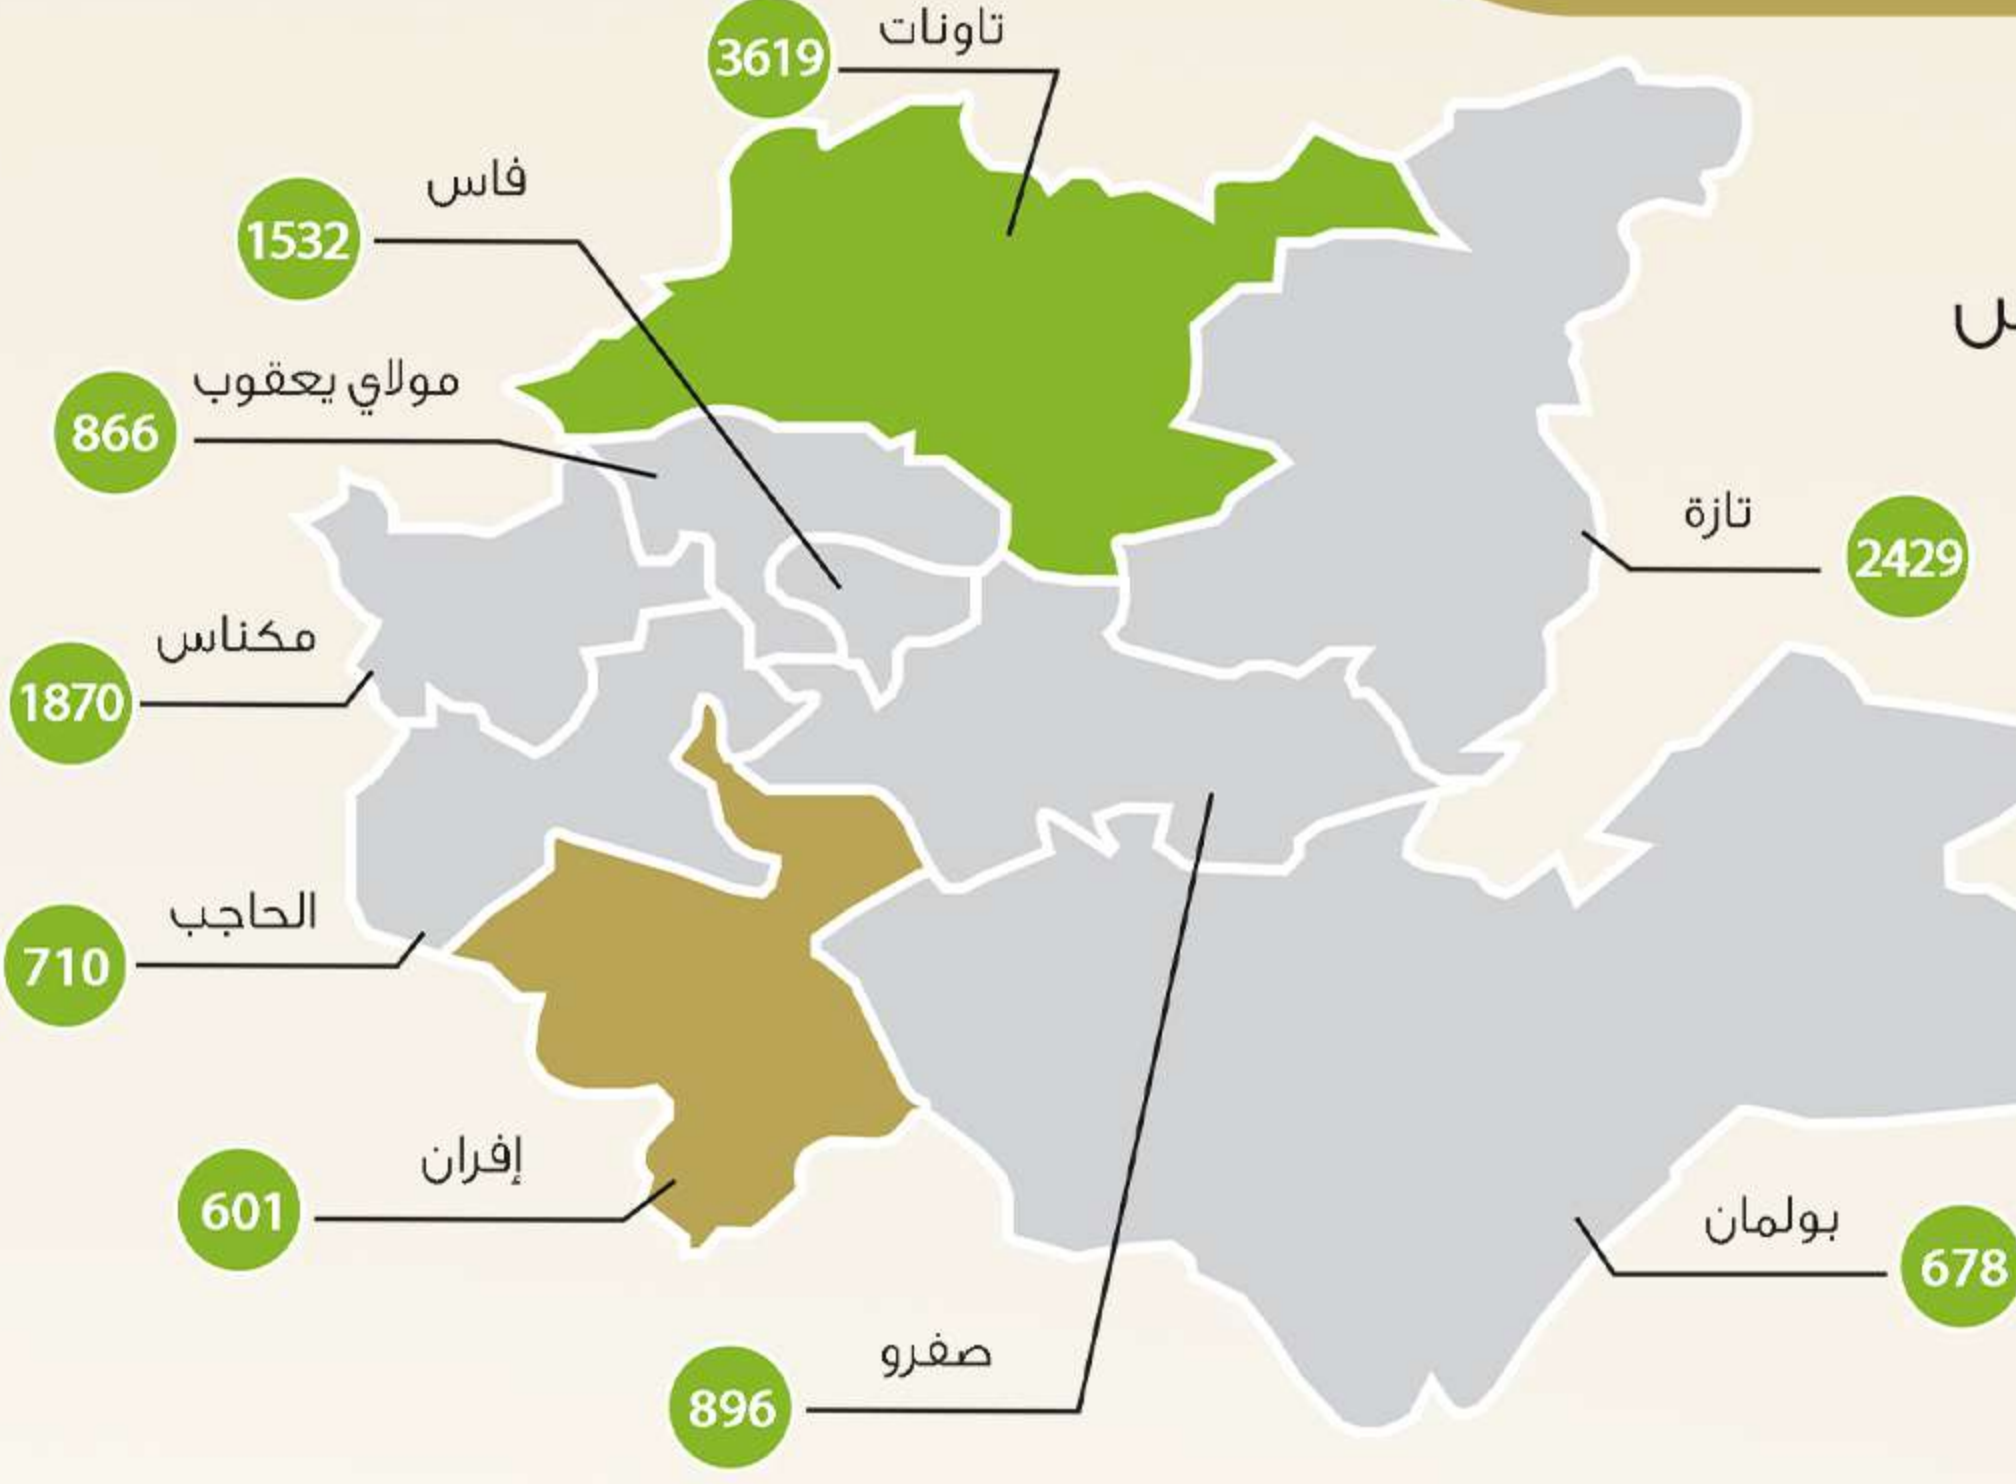 تاونات
3619
فاس
1532
مولاي يعقوب
866
تازة
2429
مكناس
1870
الحاجب
710
إفران
601
بولمان
678
صفرو
896